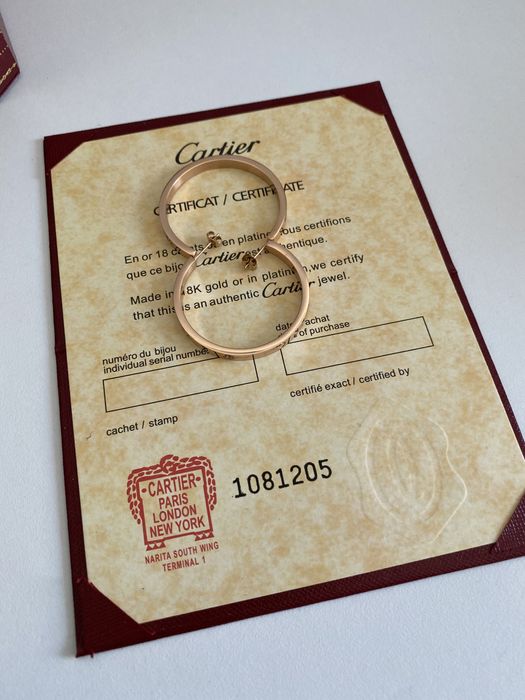 Cartier
CERTIFICAT / CERTIFICATE
En or 18 en platine, nous certifions
que ce bijou Cartier est authentique.
Made in 18K gold or in platinum, we certify
that this is an authentic Cartier jewel.
numéro du bijou
individual serial number
date d'achat
of purchase
cachet / stamp
certifié exact / certified by
CARTIER
PARIS
LONDON
NEW YORK
NARITA SOUTH WING
TERMINAL 1
1081205